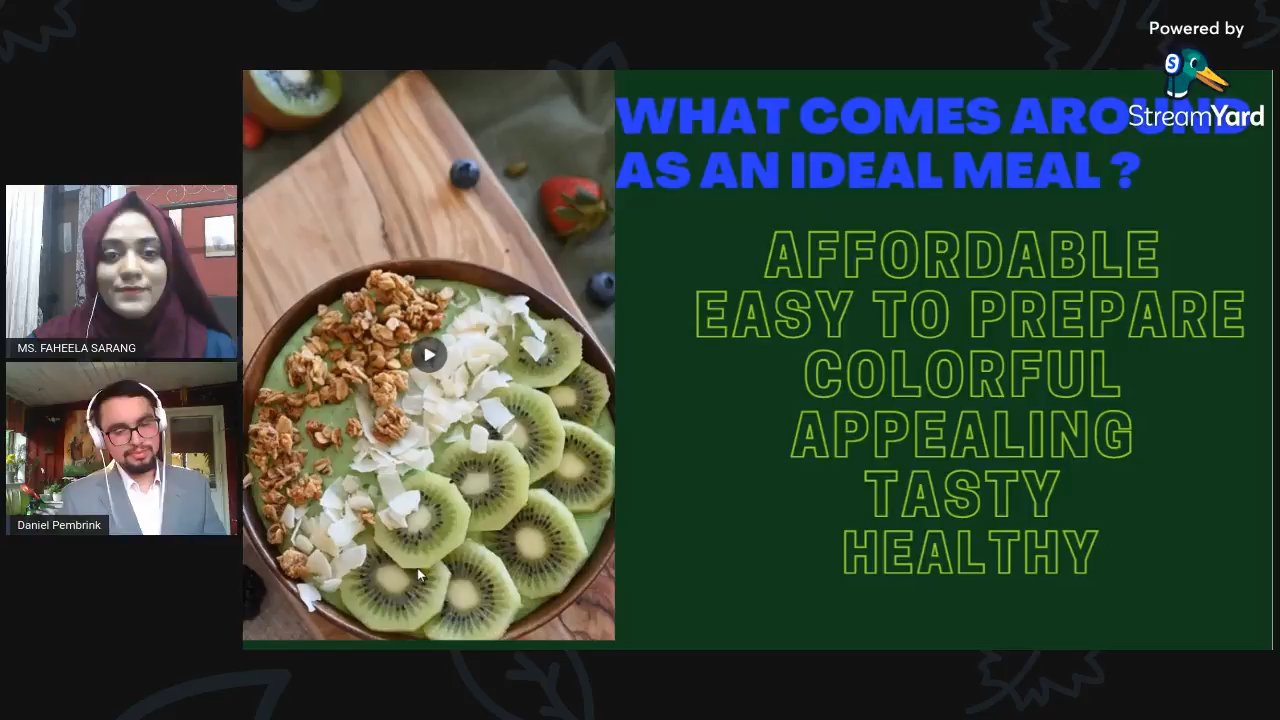 Powered by
S
StreamYard
WHAT COMES AROUND
AS AN IDEAL MEAL ?
AFFORDABLE
EASY TO PREPARE
COLORFUL
APPEALING
TASTY
HEALTHY
MS. FAHEELA SARANG
Daniel Pembrink